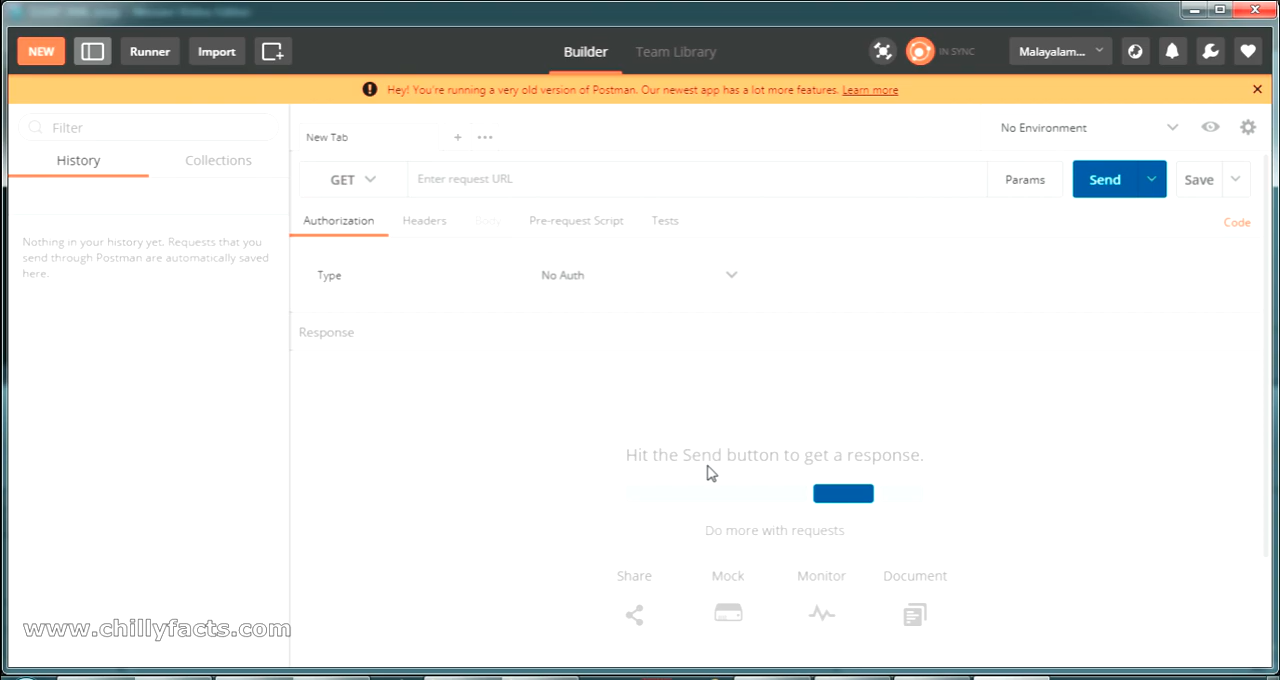 NEW
Runner
Import
Builder
Team Library
IN SYNC
Malayalam...
Hey! You're running a very old version of Postman. Our newest app has a lot more features. Learn more
Filter
History
Collections
Nothing in your history yet. Requests that you
send through Postman are automatically saved
here.
New Tab
No Environment
GET
Enter request URL
Params
Send
Save
Authorization
Headers
Body
Pre-request Script
Tests
Code
Type
No Auth
Response
Hit the Send button to get a response.
Do more with requests
Share
Mock
Monitor
Document
www.chillyfacts.com